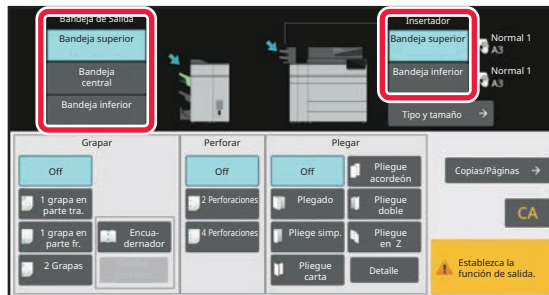 Bandeja de Salida
Bandeja superior
Bandeja
central
Bandeja inferior
Insertador
Bandeja superior
Bandeja inferior
Normal 1
A3
Normal 1
A3
Tipo y tamaño
Grapar
Off
1 grapa en
parte tra.
1 grapa en
parte fr.
2 Grapas
Encua-
dernador
Perforar
Off
2 Perforaciones
4 Perforaciones
Plegar
Off
Plegado
Pliege simp.
Pliegue
carta
Pliegue
acordeón
Pliegue
doble
Pliegue
en Z
Detalle
Copias/Páginas
CA
Establezca la
función de salida.